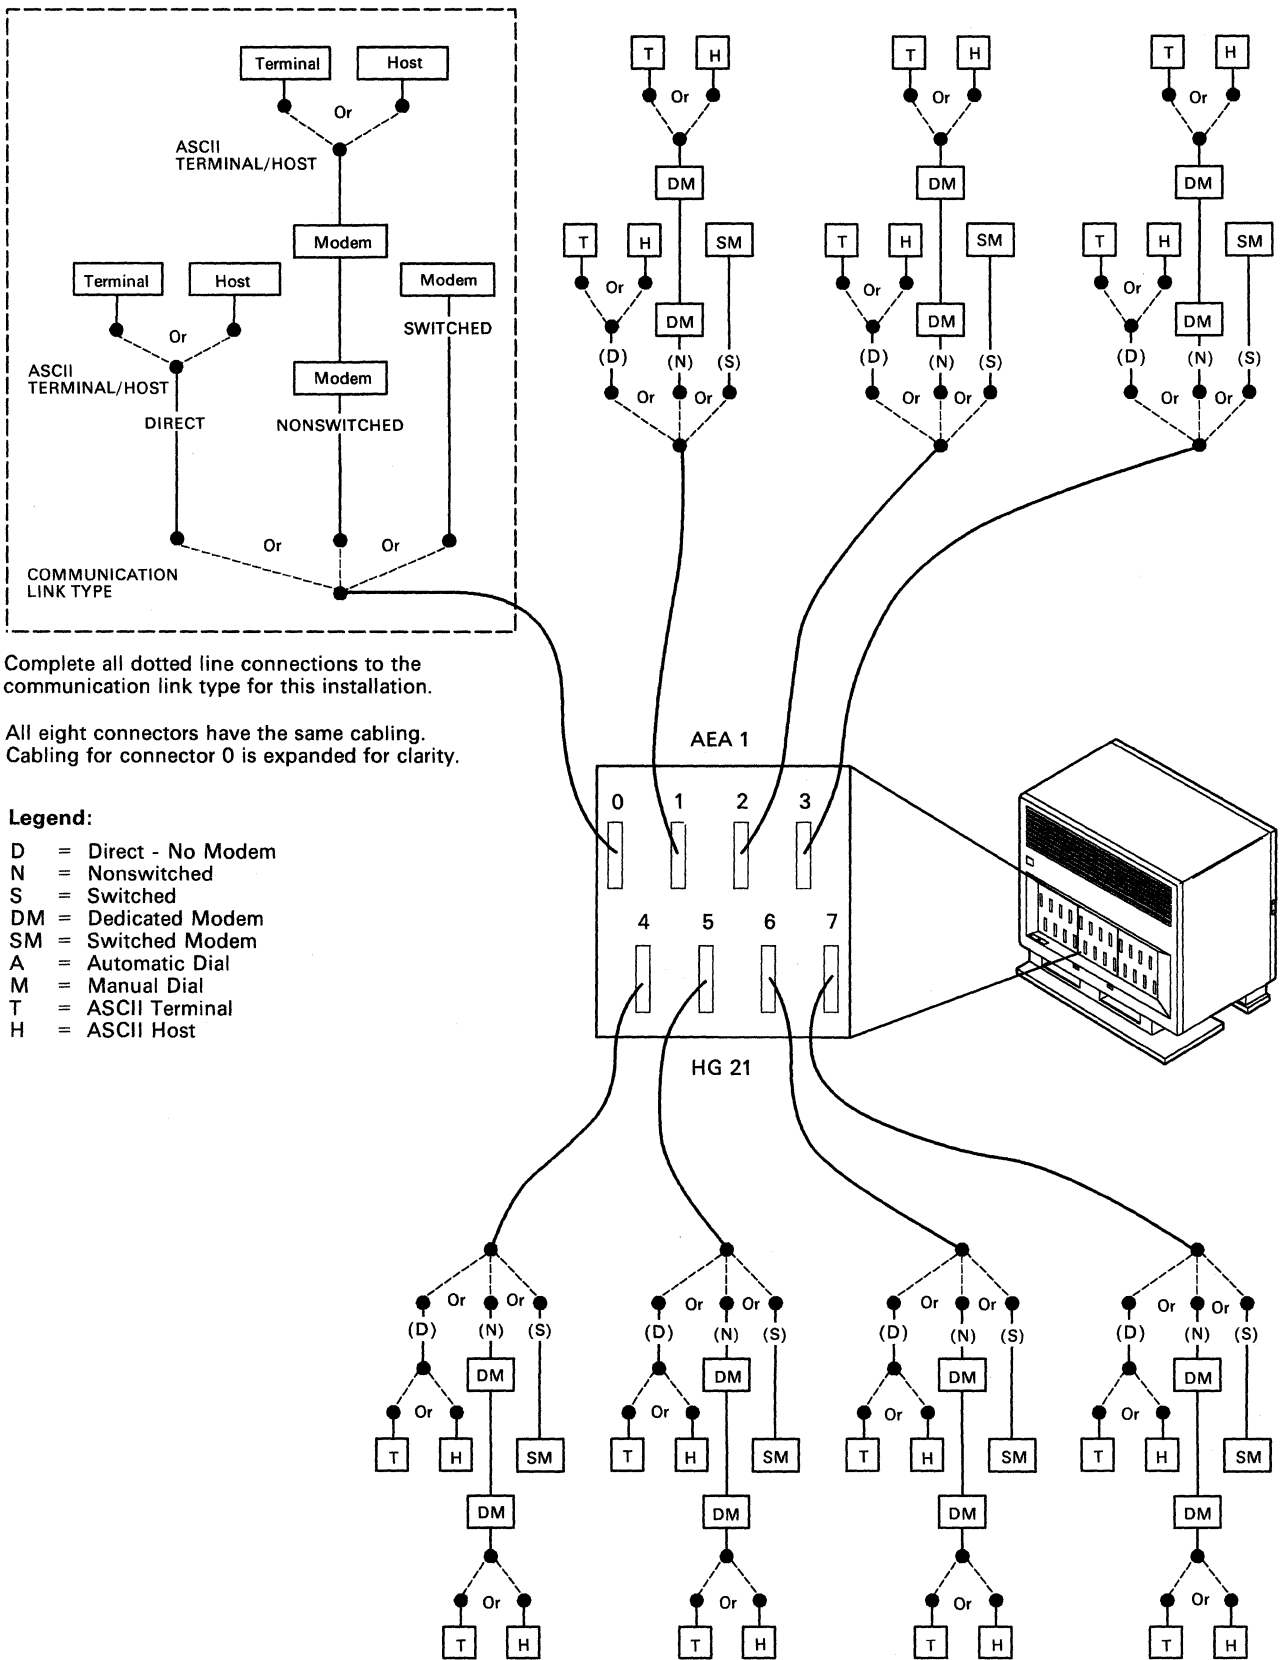 Terminal
Host
Or
ASCII
TERMINAL/HOST
Modem
Terminal
Host
Modem
SWITCHED
Or
ASCII
TERMINAL/HOST
Modem
DIRECT
NONSWITCHED
Or
Or
COMMUNICATION
LINK TYPE
T
H
Or
DM
T
H
SM
Or
DM
(D)
(N)
(S)
Or
Or
T
H
Or
DM
T
H
SM
Or
DM
(D)
(N)
(S)
Or
Or
T
H
Or
DM
T
H
SM
Or
DM
(D)
(N)
(S)
Or
Or
Complete all dotted line connections to the
communication link type for this installation.
All eight connectors have the same cabling.
Cabling for connector 0 is expanded for clarity.
Legend:
D = Direct - No Modem
N = Nonswitched
S = Switched
DM = Dedicated Modem
SM = Switched Modem
A = Automatic Dial
M = Manual Dial
T = ASCII Terminal
H = ASCII Host
AEA 1
0 1 2 3
4 5 6 7
HG 21
Or
Or
(D)
(N)
(S)
DM
Or
T
H
SM
DM
Or
T
H
Or
Or
(D)
(N)
(S)
DM
Or
T
H
SM
DM
Or
T
H
Or
Or
(D)
(N)
(S)
DM
Or
T
H
SM
DM
Or
T
H
Or
Or
(D)
(N)
(S)
DM
Or
T
H
SM
DM
Or
T
H